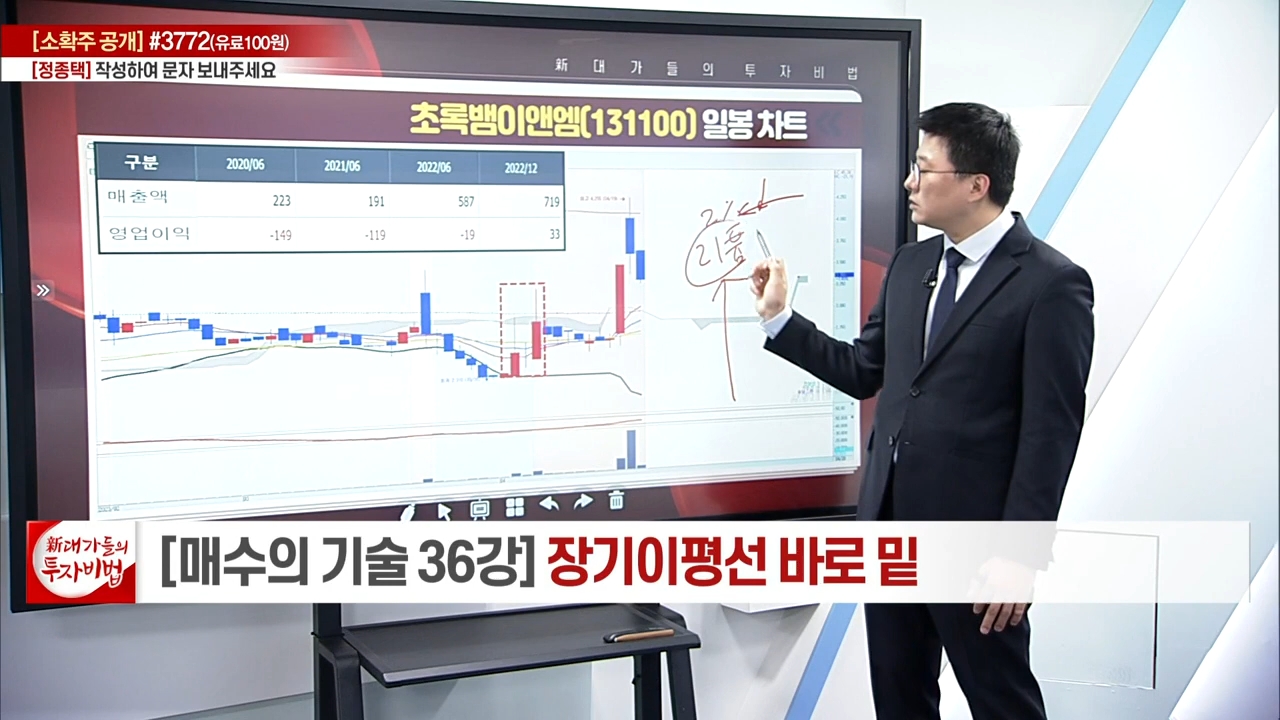 [소확주 공개] #3772(유료100원)
[정종택] 작성하여 문자 보내주세요
新 대 가 들 의 투 자 비 법
초록뱀이앤엠(131100) 일봉 차트
구분 2020/06 2021/06 2022/06 2022/12
매출액 223 191 587 719
영업이익 -149 -119 -19 33
2%
新대가들의
투자비법
[매수의 기술 36강] 장기이평선 바로 밑